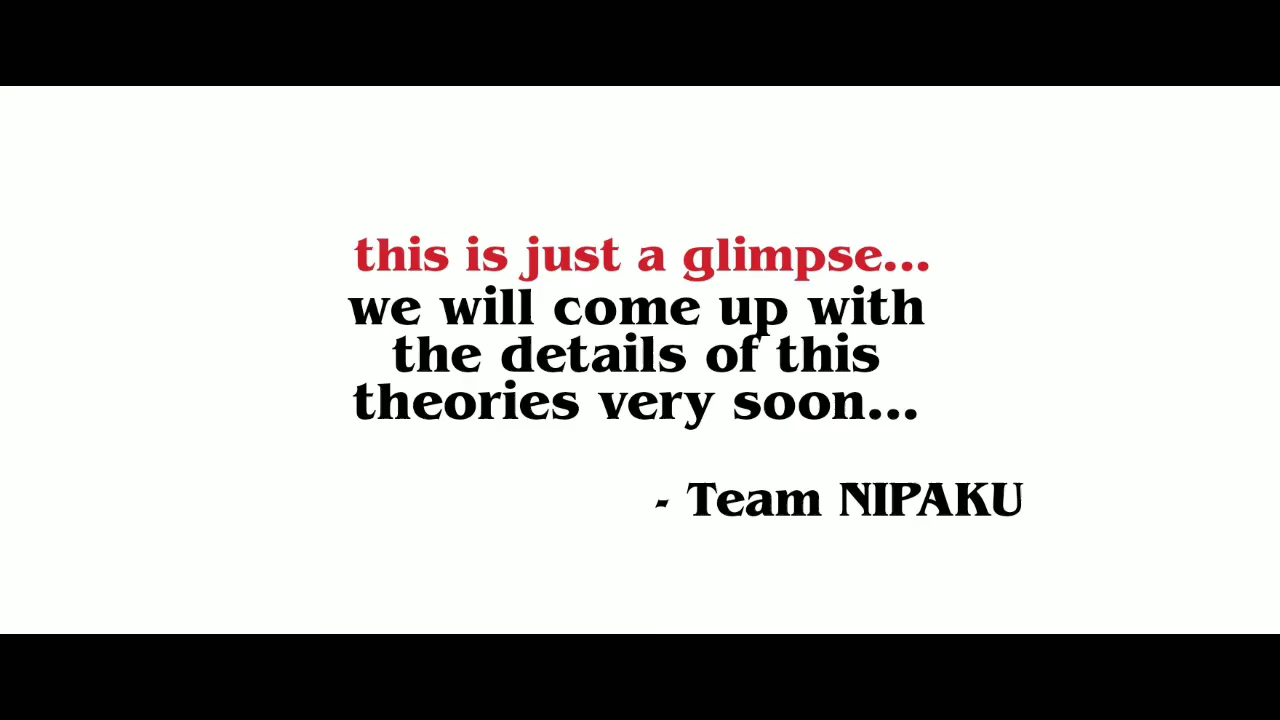 this is just a glimpse...
we will come up with
the details of this
theories very soon...
- Team NIPAKU